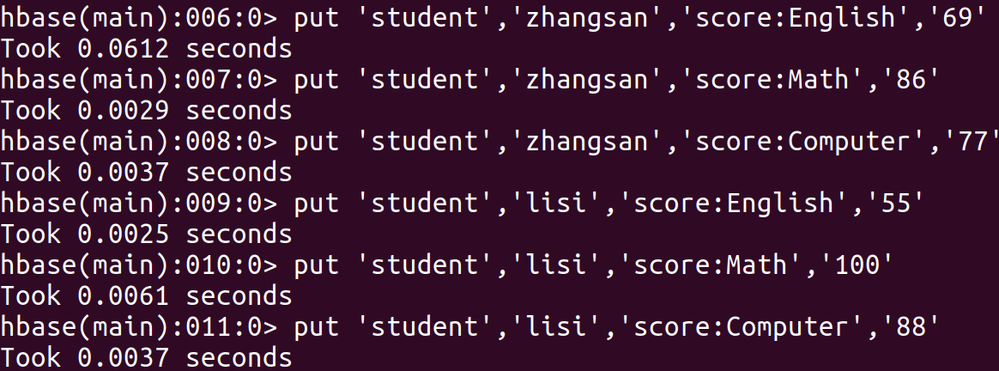 hbase(main):006:0> put 'student','zhangsan','score:English','69'
Took 0.0612 seconds
hbase(main):007:0> put 'student','zhangsan','score:Math','86'
Took 0.0029 seconds
hbase(main):008:0> put 'student','zhangsan','score:Computer','77'
Took 0.0037 seconds
hbase(main):009:0> put 'student','lisi','score:English','55'
Took 0.0025 seconds
hbase(main):010:0> put 'student','lisi','score:Math','100'
Took 0.0061 seconds
hbase(main):011:0> put 'student','lisi','score:Computer','88'
Took 0.0037 seconds